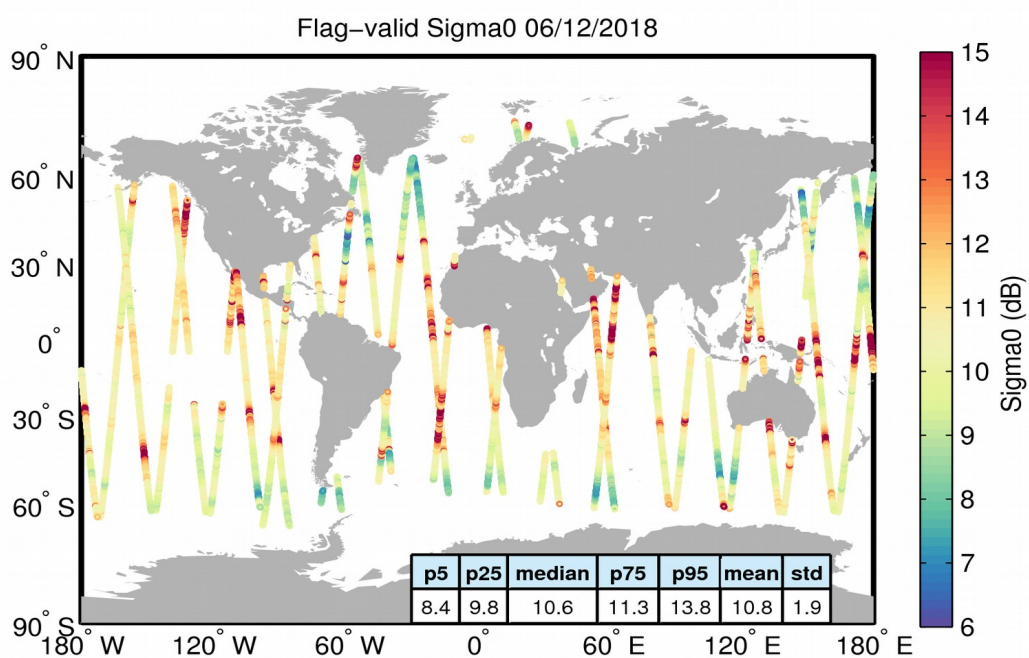 Flag−valid Sigma0 06/12/2018
90° N
60° N
30° N
0°
30° S
60° S
90° S
180° W
120° W
60° W
0°
60° E
120° E
180° E
15
14
13
12
11
10
9
8
7
6
Sigma0 (dB)
p5 p25 median p75 p95 mean std
8.4 9.8 10.6 11.3 13.8 10.8 1.9